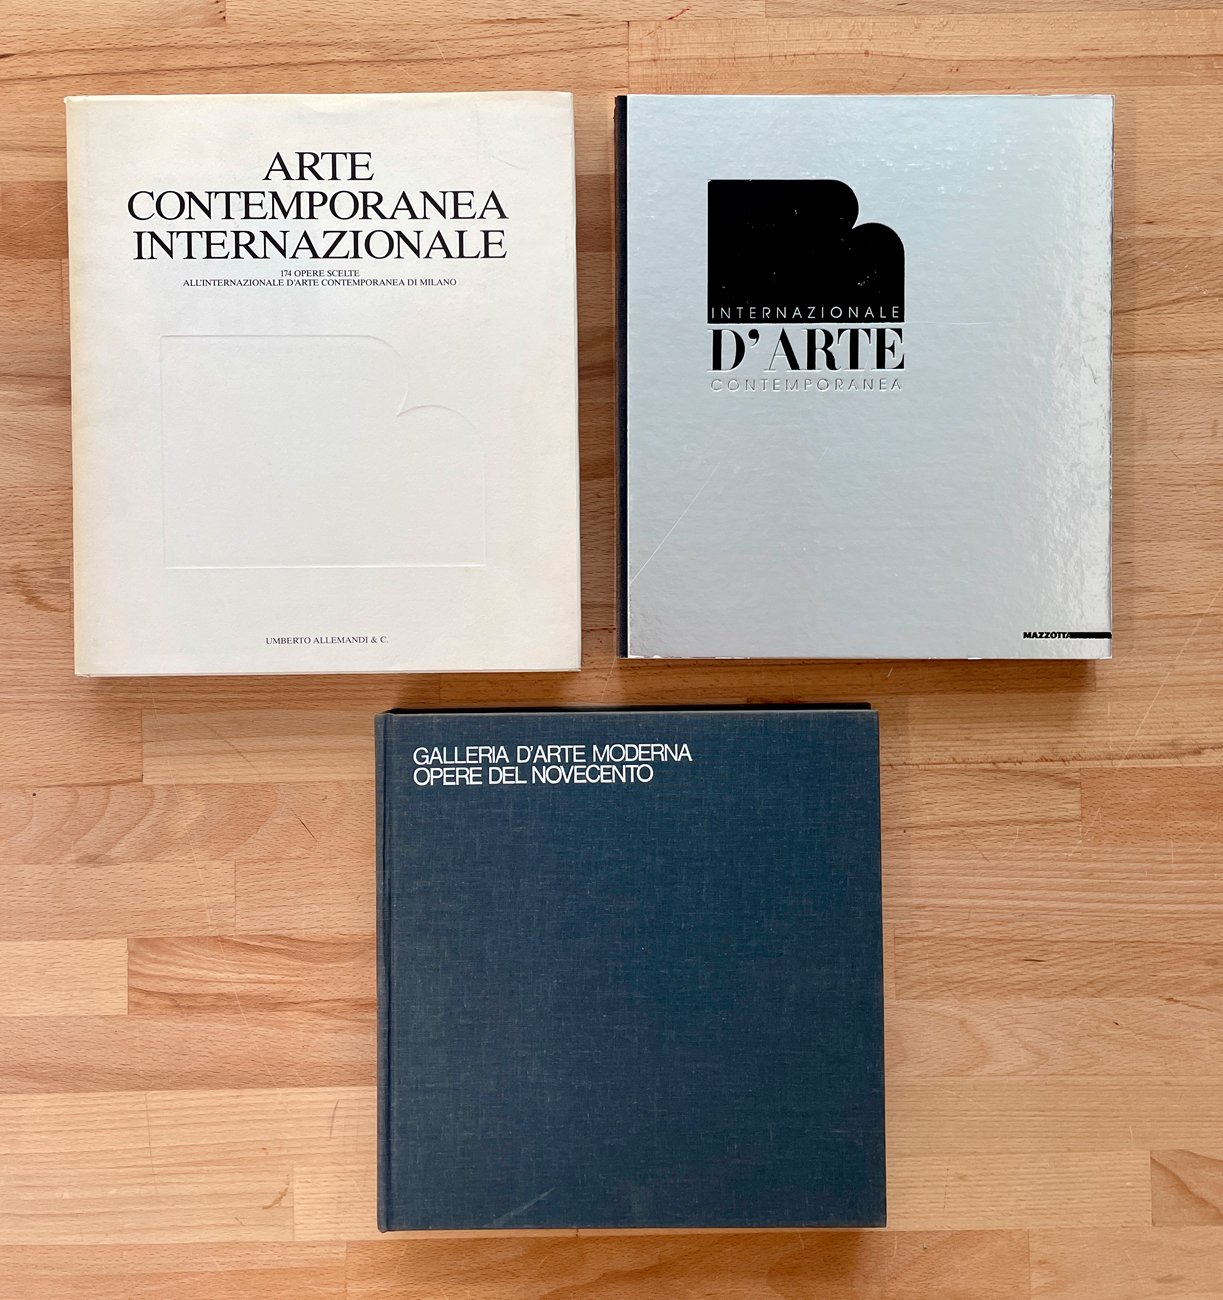 ARTE
CONTEMPORANEA
INTERNAZIONALE
174 OPERE SCELTE
ALL'INTERNAZIONALE D'ARTE CONTEMPORANEA DI MILANO
UMBERTO ALLEMANDI & C.
INTERNAZIONALE
D'ARTE
CONTEMPORANEA
MAZZOTTA
GALLERIA D'ARTE MODERNA
OPERE DEL NOVECENTO